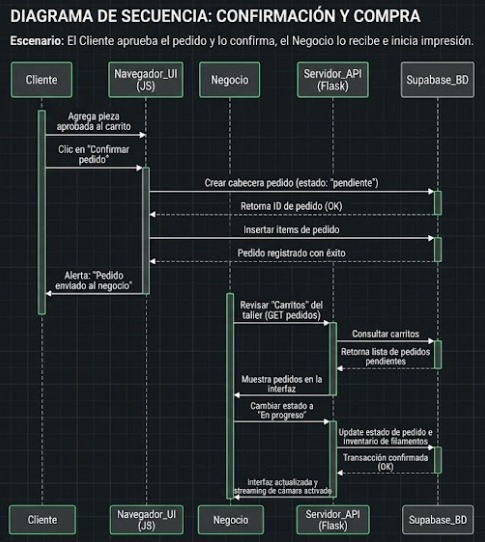 DIAGRAMA DE SECUENCIA: CONFIRMACIÓN Y COMPRA
Escenario: El Cliente aprueba el pedido y lo confirma, el Negocio lo recibe e inicia impresión.
Cliente
Navegador_UI
(JS)
Negocio
Servidor_API
(Flask)
Supabase_BD
Agrega pieza
aprobada al carrito
Clic en "Confirmar
pedido"
Crear cabecera pedido (estado: "pendiente")
Retorna ID de pedido (OK)
Insertar items de pedido
Pedido registrado con éxito
Alerta: "Pedido
enviado al negocio"
Revisar "Carritos" del
taller (GET pedidos)
Consultar carritos
Retorna lista de pedidos
pendientes
Muestra pedidos en la
interfaz
Cambiar estado a
"En progreso"
Update estado de pedido e
inventario de filamentos
Transacción confirmada
(OK)
Interfaz actualizada y
streaming de cámara activado
Cliente
Navegador_UI
(JS)
Negocio
Servidor_API
(Flask)
Supabase_BD